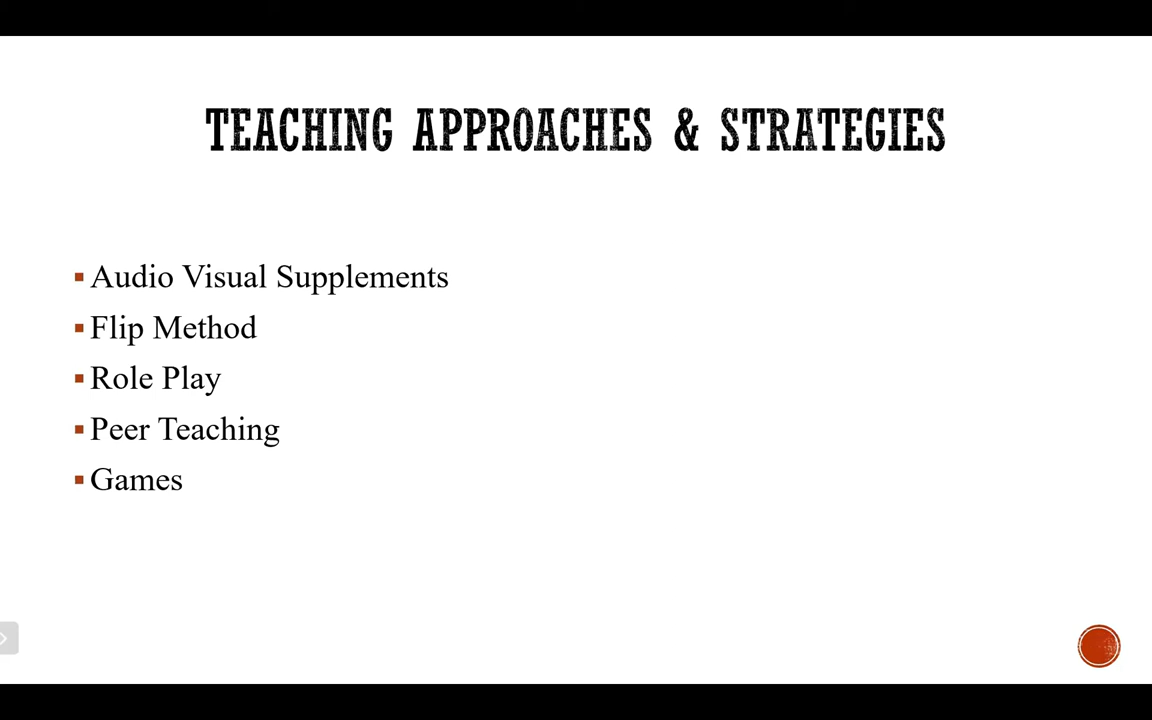 TEACHING APPROACHES & STRATEGIES
Audio Visual Supplements
Flip Method
Role Play
Peer Teaching
Games